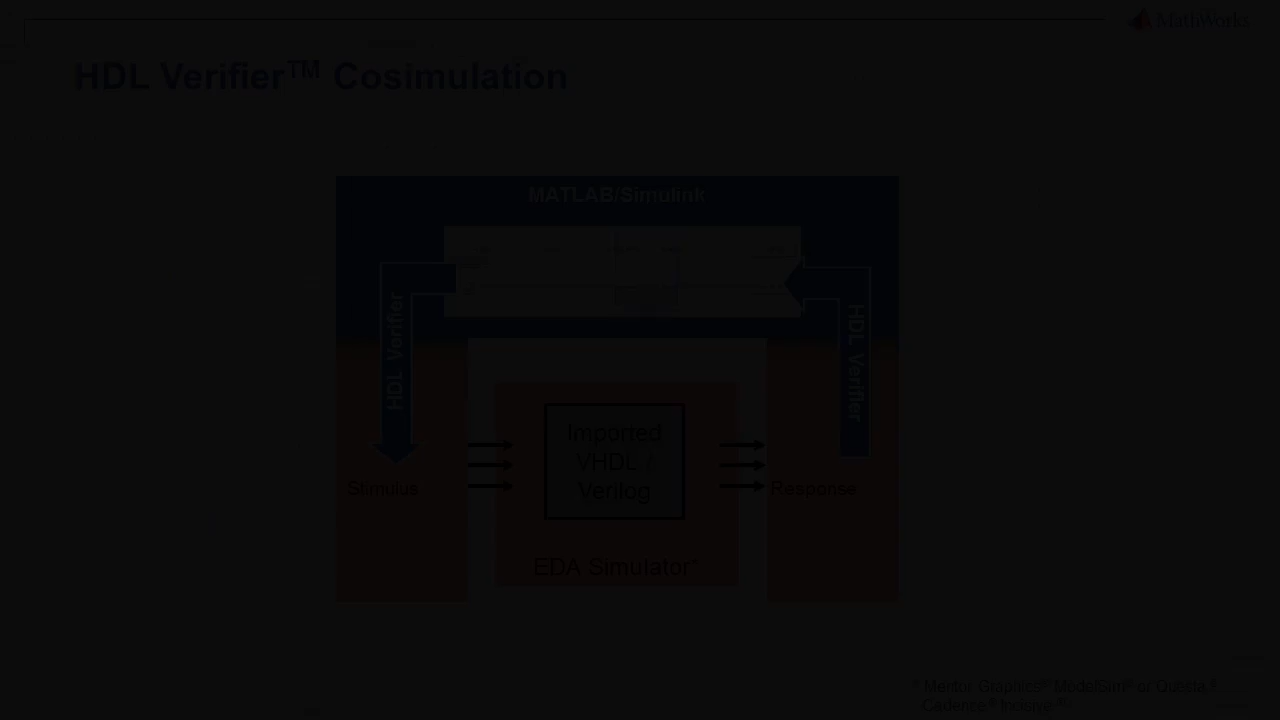 MathWorks
HDL Verifier™ Cosimulation
MATLAB/Simulink
HDL Verifier
HDL Verifier
Imported
VHDL /
Verilog
Stimulus
Response
EDA Simulator*
* Mentor Graphics® ModelSim® or Questa,®
Cadence® Incisive®